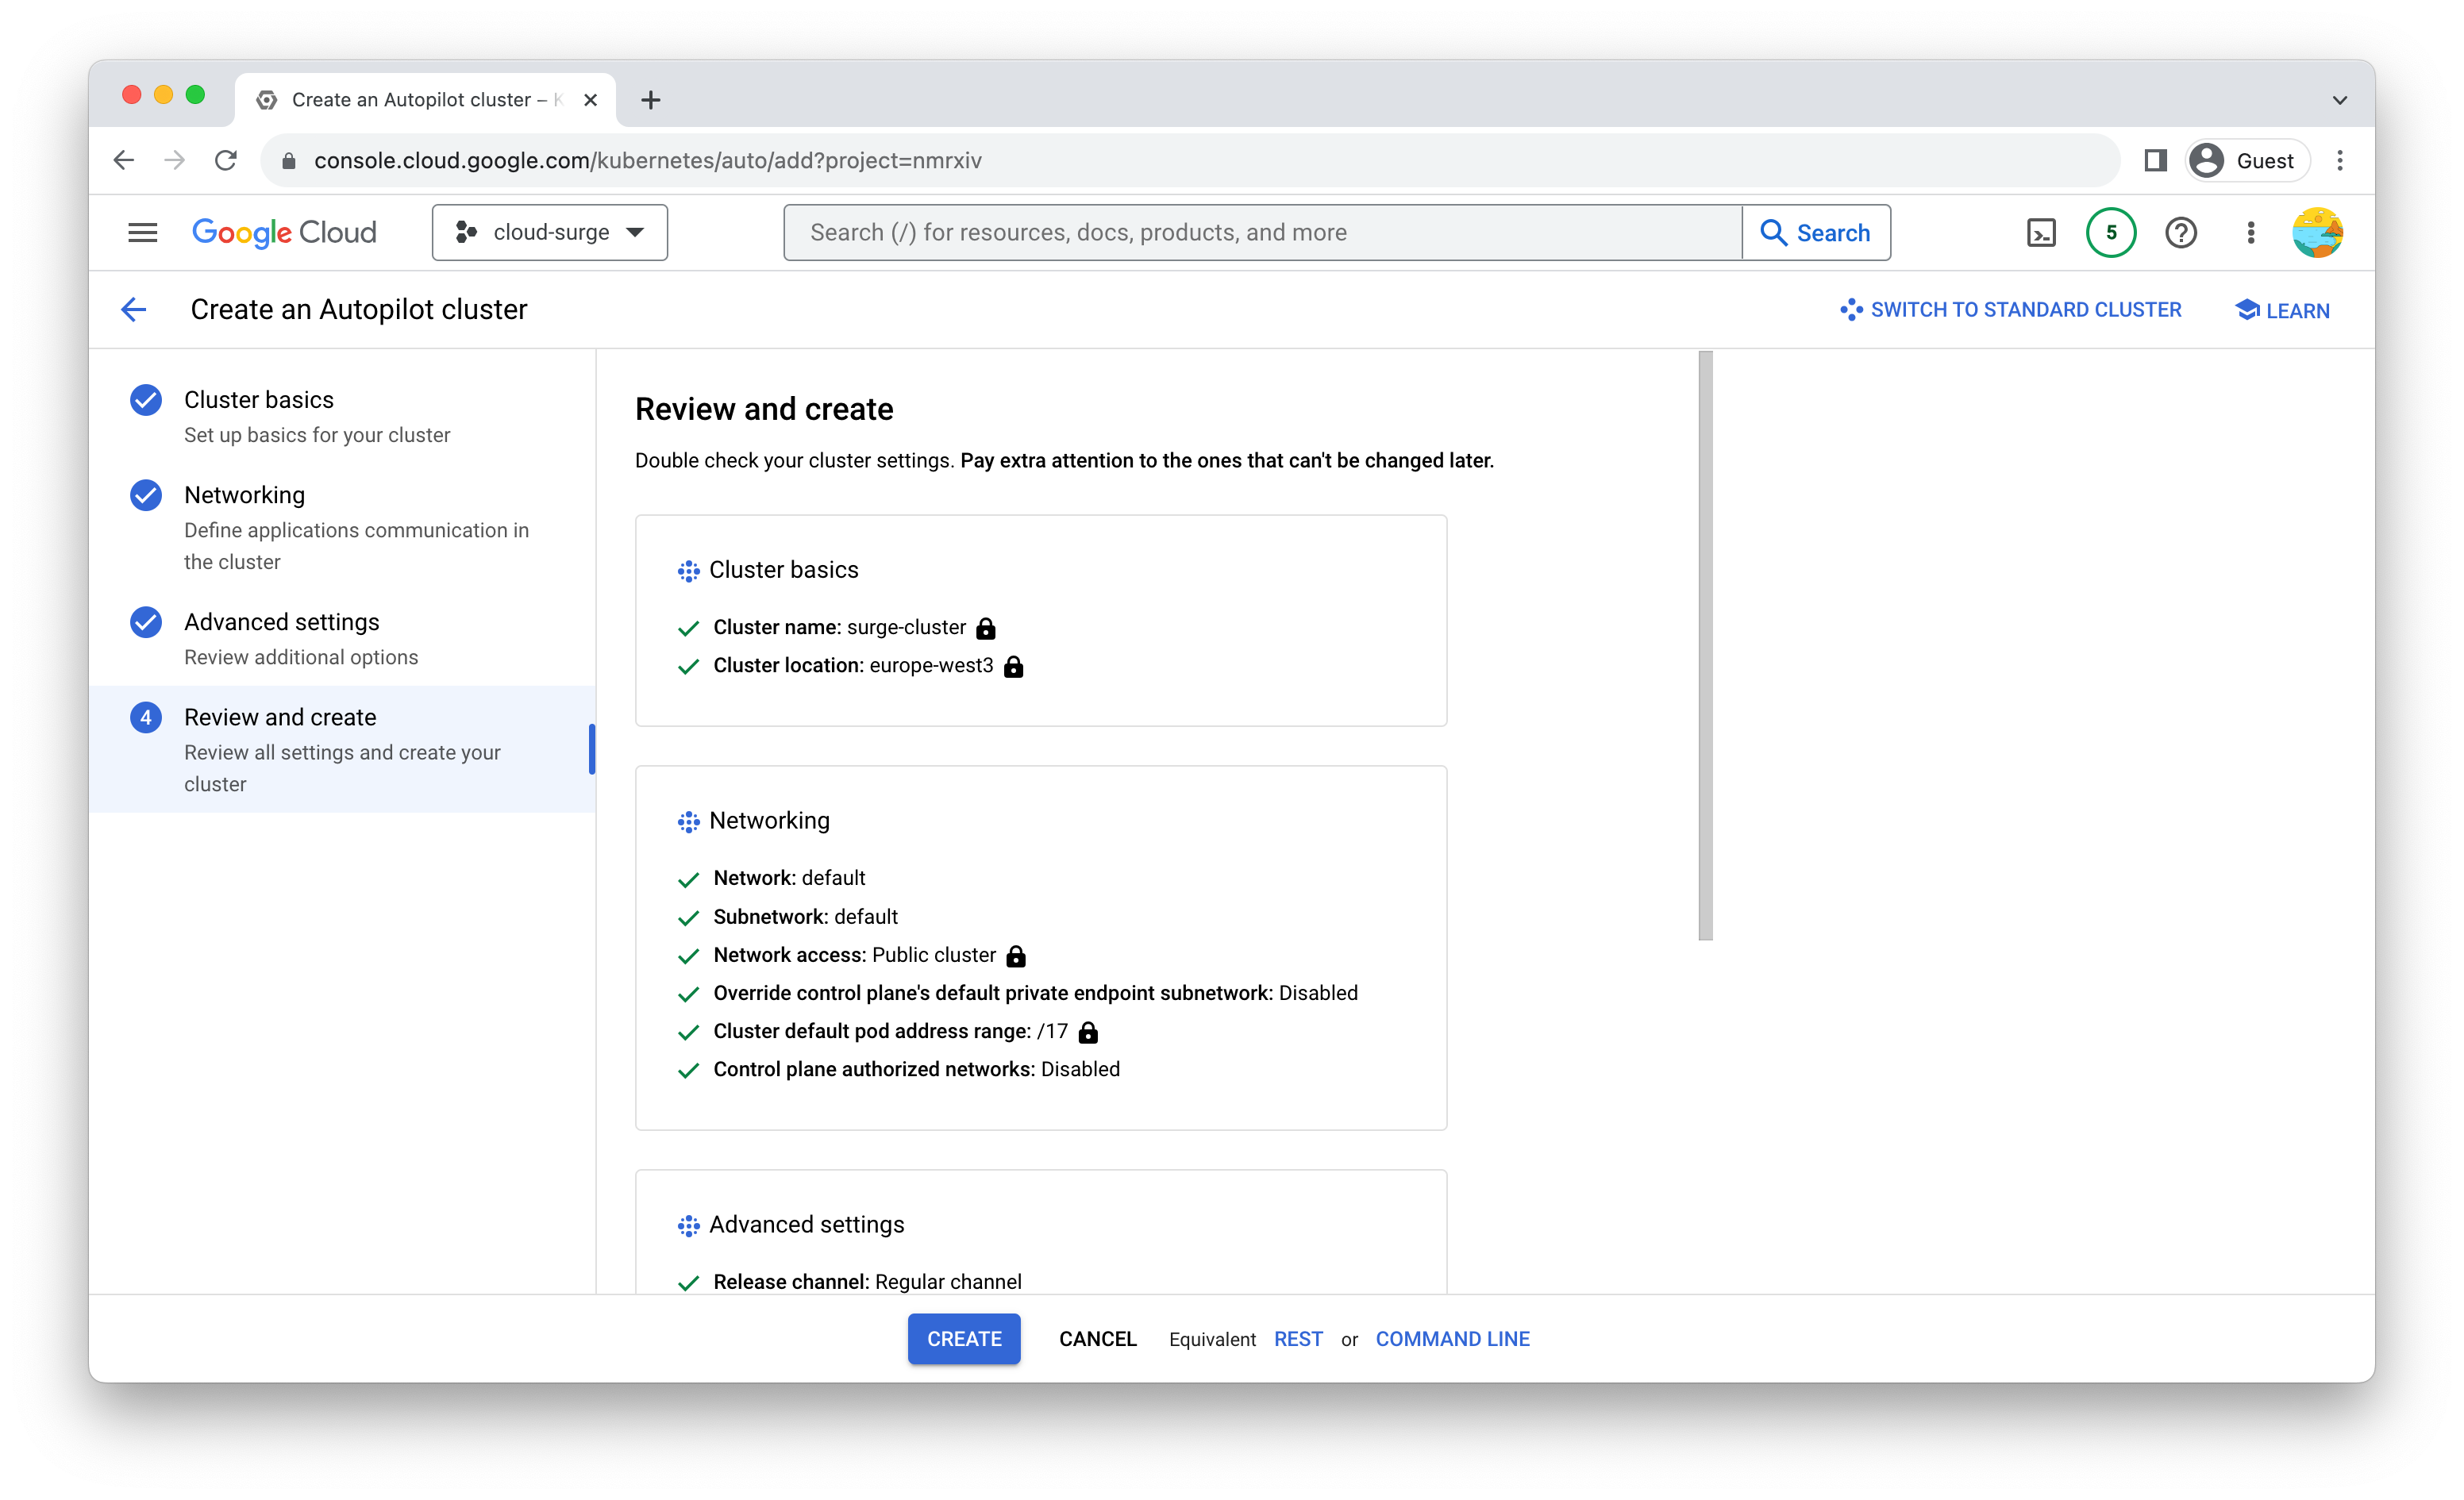 Create an Autopilot cluster – K
console.cloud.google.com/kubernetes/auto/add?project=nmrxiv
Guest
Google Cloud
cloud-surge
Search (/) for resources, docs, products, and more
Search
5
Create an Autopilot cluster
SWITCH TO STANDARD CLUSTER
LEARN
Cluster basics
Set up basics for your cluster
Networking
Define applications communication in
the cluster
Advanced settings
Review additional options
4
Review and create
Review all settings and create your
cluster
Review and create
Double check your cluster settings. Pay extra attention to the ones that can't be changed later.
Cluster basics
Cluster name: surge-cluster
Cluster location: europe-west3
Networking
Network: default
Subnetwork: default
Network access: Public cluster
Override control plane's default private endpoint subnetwork: Disabled
Cluster default pod address range: /17
Control plane authorized networks: Disabled
Advanced settings
Release channel: Regular channel
CREATE
CANCEL
Equivalent REST or COMMAND LINE